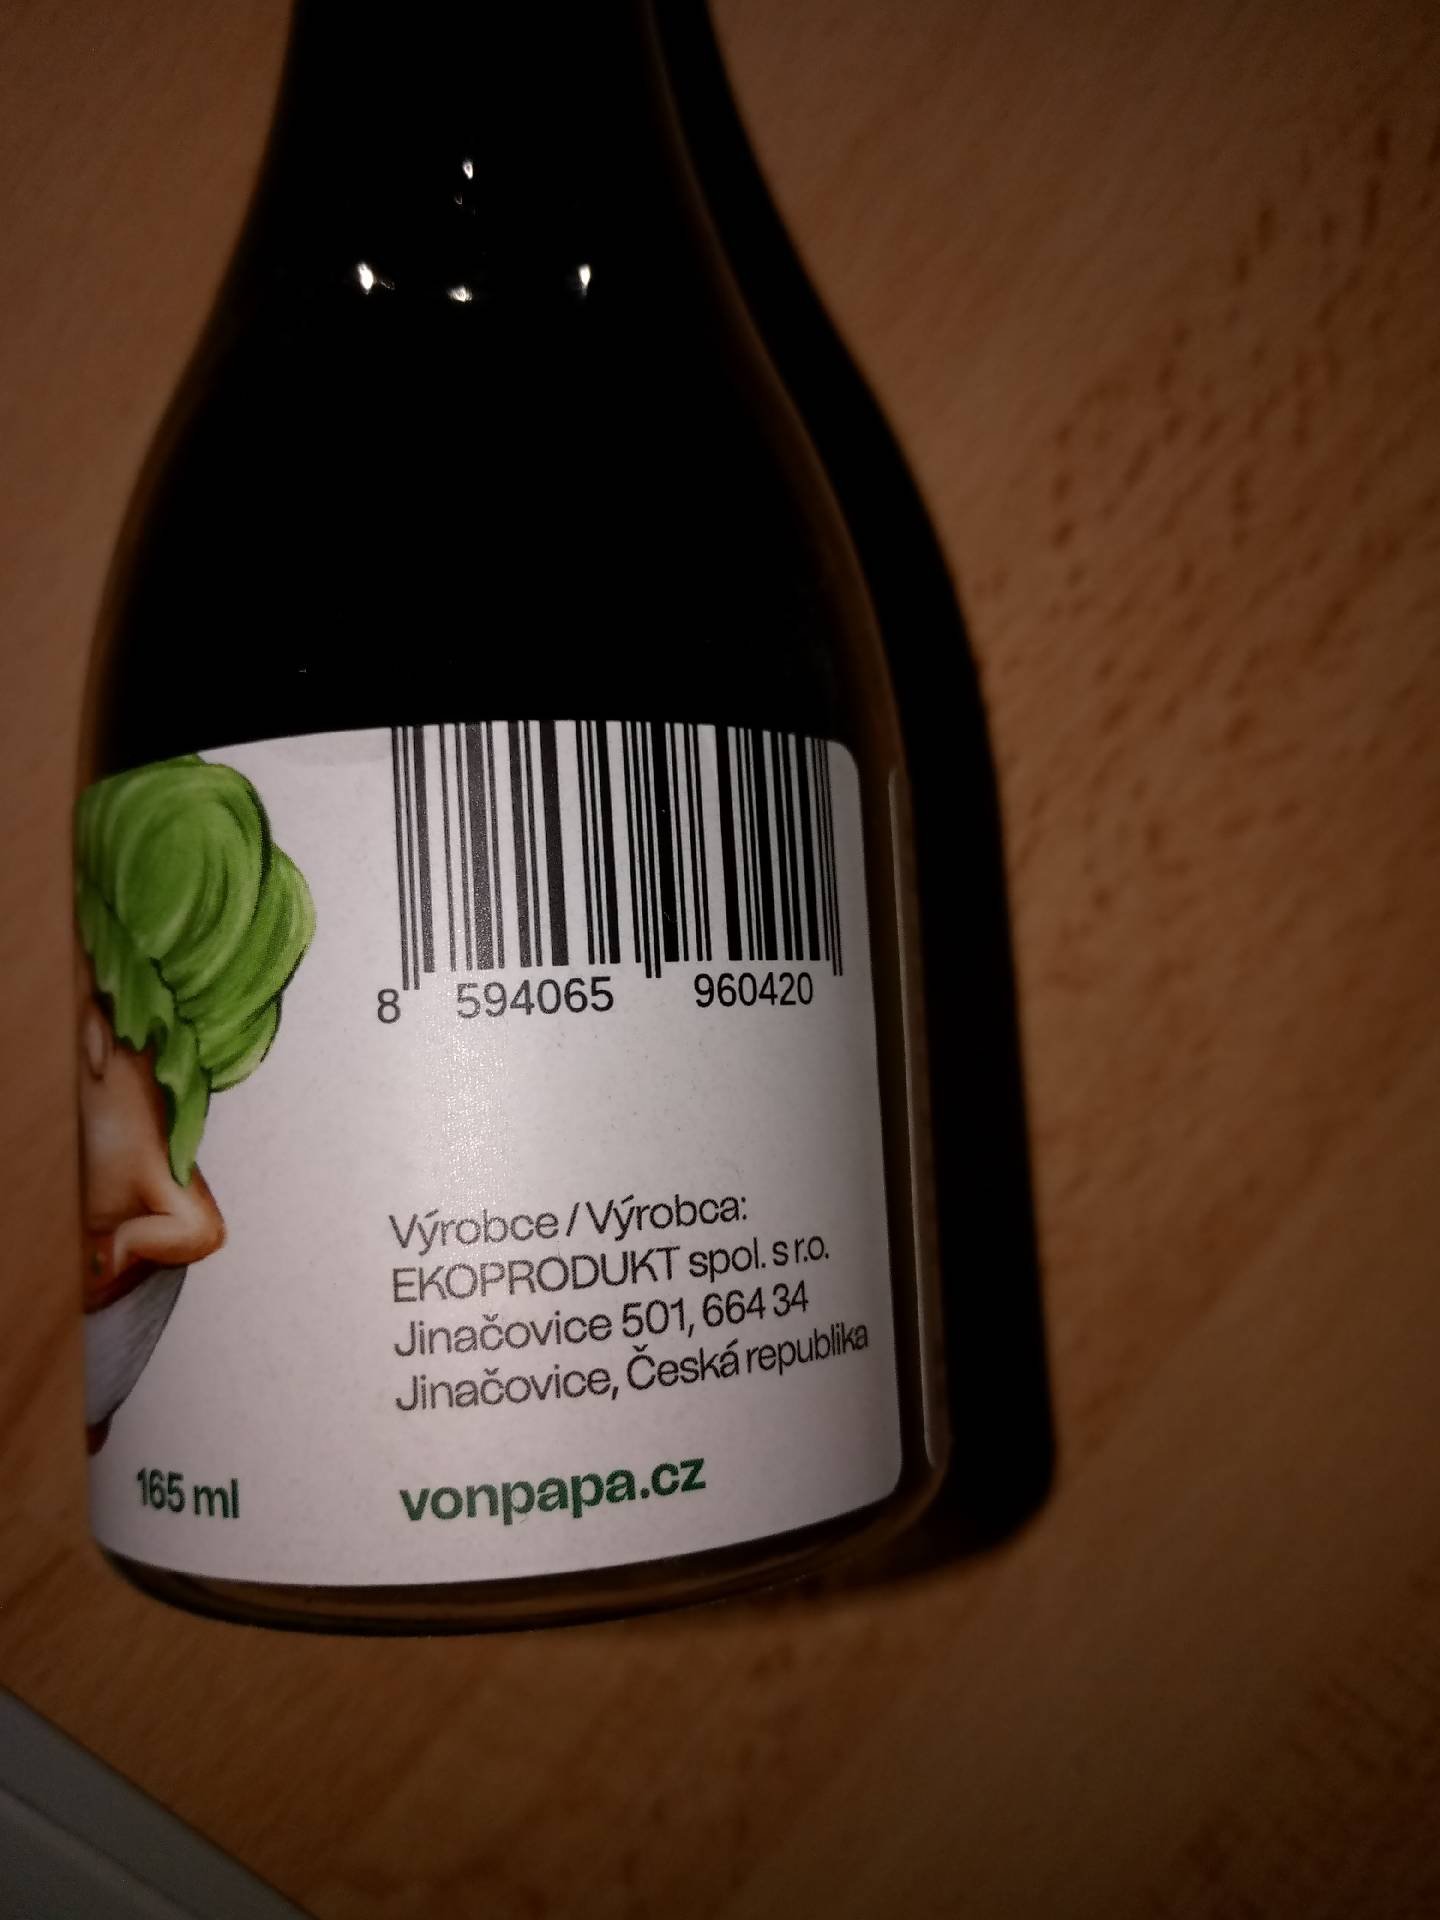 8 594065 960420
Výrobce / Výrobca:
EKOPRODUKT spol. s r.o.
Jinačovice 501, 664 34
Jinačovice, Česká republika
165 ml
vonpapa.cz